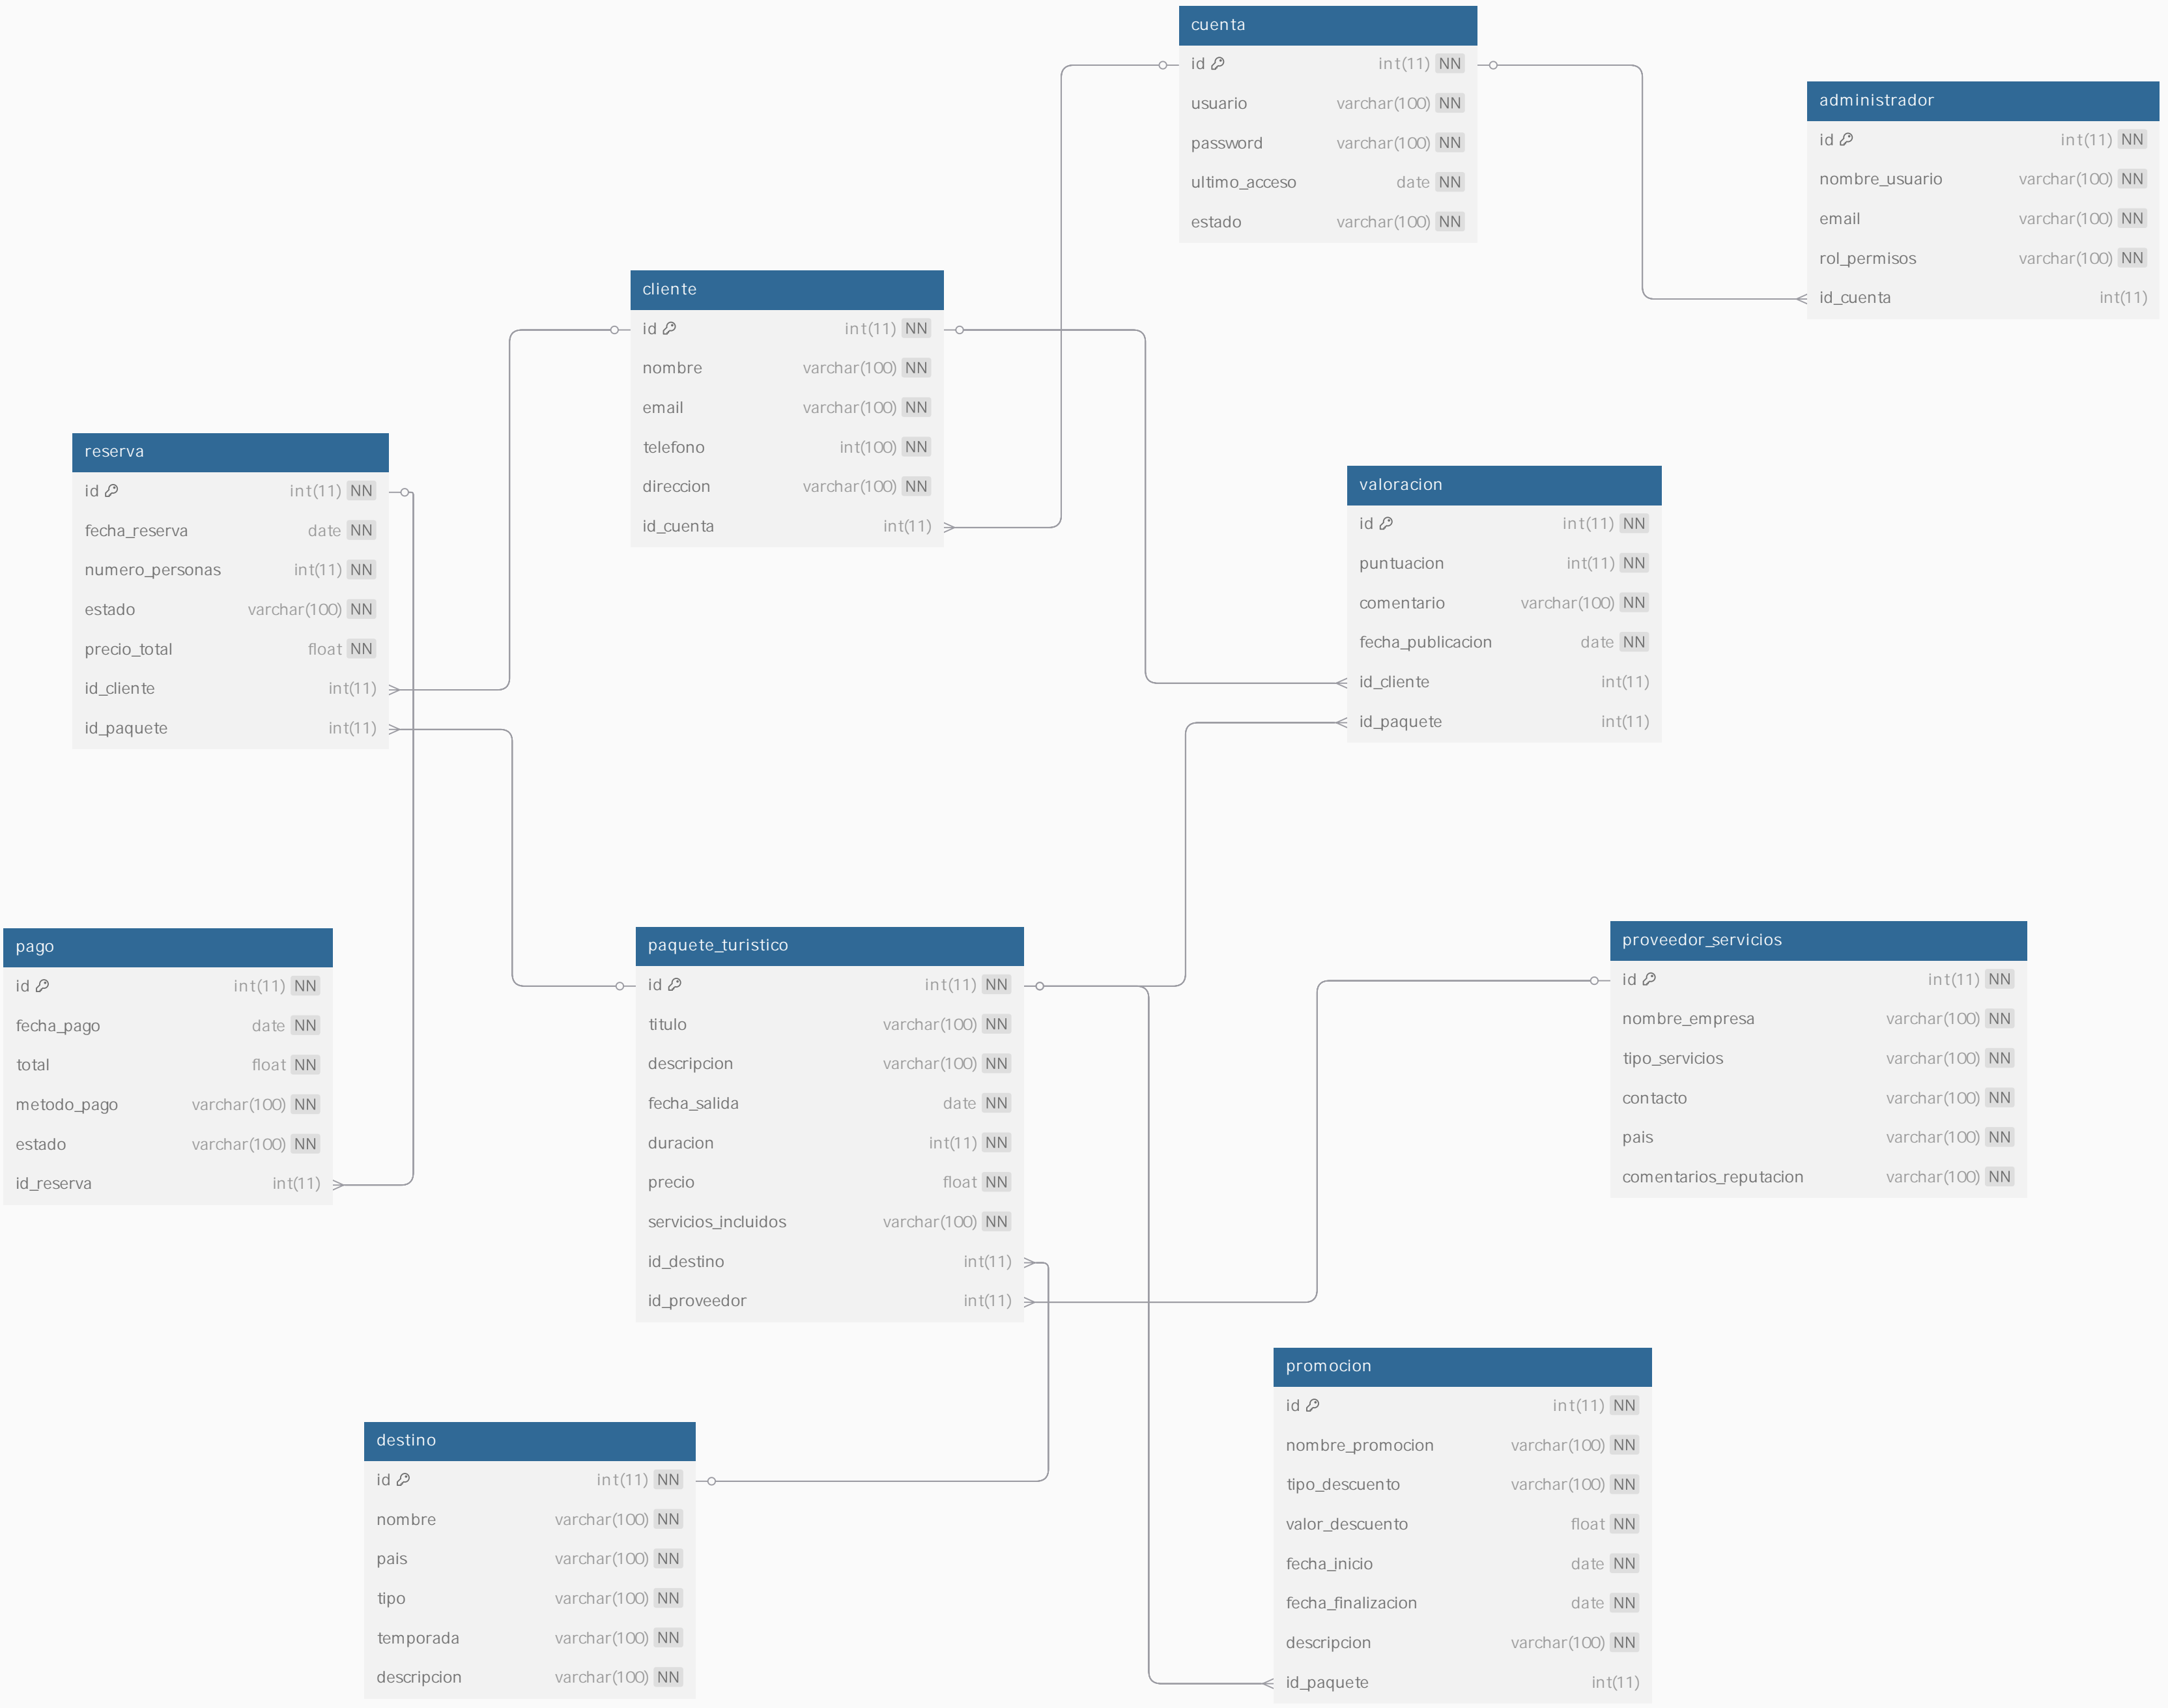 cuenta
id int(11) NN
usuario varchar(100) NN
password varchar(100) NN
ultimo_acceso date NN
estado varchar(100) NN
administrador
id int(11) NN
nombre_usuario varchar(100) NN
email varchar(100) NN
rol_permisos varchar(100) NN
id_cuenta int(11)
cliente
id int(11) NN
nombre varchar(100) NN
email varchar(100) NN
telefono int(100) NN
direccion varchar(100) NN
id_cuenta int(11)
reserva
id int(11) NN
fecha_reserva date NN
numero_personas int(11) NN
estado varchar(100) NN
precio_total float NN
id_cliente int(11)
id_paquete int(11)
valoracion
id int(11) NN
puntuacion int(11) NN
comentario varchar(100) NN
fecha_publicacion date NN
id_cliente int(11)
id_paquete int(11)
pago
id int(11) NN
fecha_pago date NN
total float NN
metodo_pago varchar(100) NN
estado varchar(100) NN
id_reserva int(11)
paquete_turistico
id int(11) NN
titulo varchar(100) NN
descripcion varchar(100) NN
fecha_salida date NN
duracion int(11) NN
precio float NN
servicios_incluidos varchar(100) NN
id_destino int(11)
id_proveedor int(11)
proveedor_servicios
id int(11) NN
nombre_empresa varchar(100) NN
tipo_servicios varchar(100) NN
contacto varchar(100) NN
pais varchar(100) NN
comentarios_reputacion varchar(100) NN
destino
id int(11) NN
nombre varchar(100) NN
pais varchar(100) NN
tipo varchar(100) NN
temporada varchar(100) NN
descripcion varchar(100) NN
promocion
id int(11) NN
nombre_promocion varchar(100) NN
tipo_descuento varchar(100) NN
valor_descuento float NN
fecha_inicio date NN
fecha_finalizacion date NN
descripcion varchar(100) NN
id_paquete int(11)